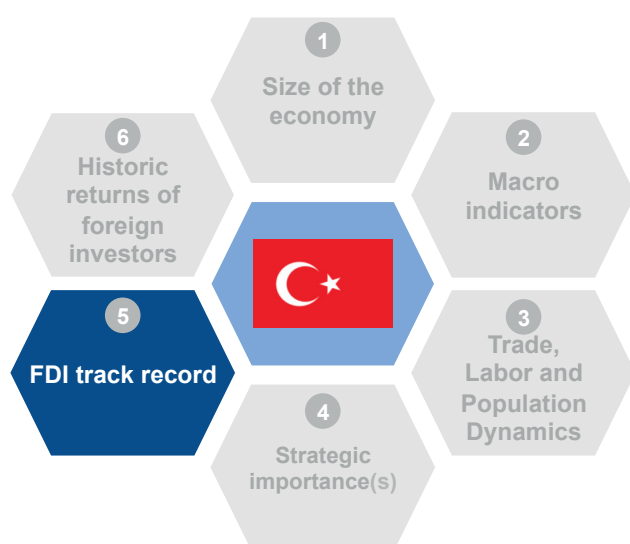 1
Size of the
economy
2
Macro
indicators
3
Trade,
Labor and
Population
Dynamics
4
Strategic
importance(s)
5
FDI track record
6
Historic
returns of
foreign
investors